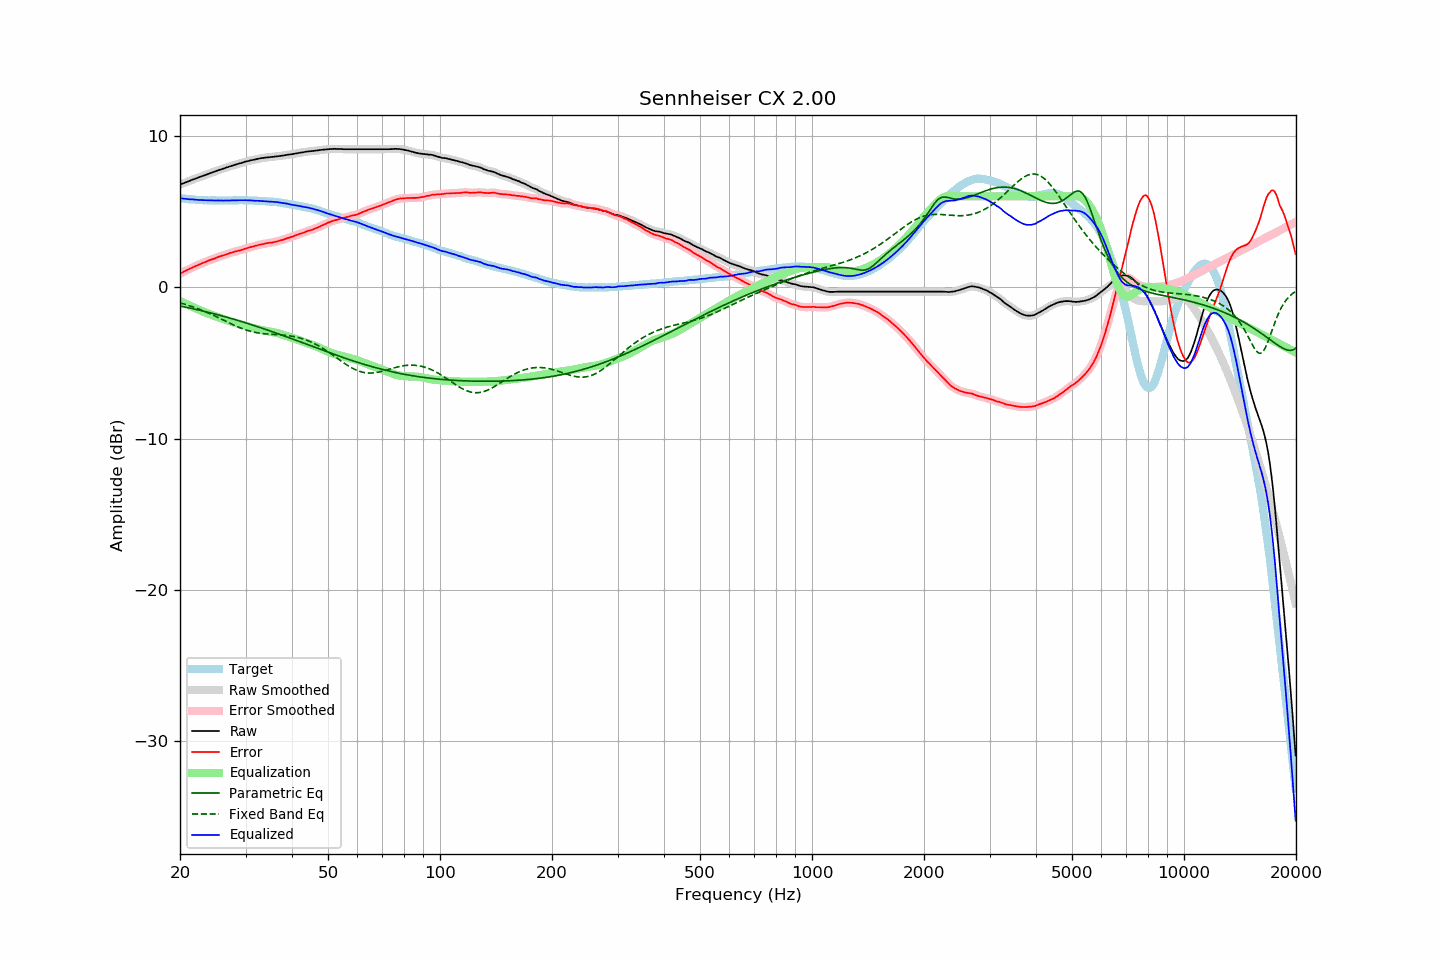 Sennheiser CX 2.00
10
0
−10
−20
−30
Amplitude (dBr)
Target
Raw Smoothed
Error Smoothed
Raw
Error
Equalization
Parametric Eq
Fixed Band Eq
Equalized
20 50 100 200 500 1000 2000 5000 10000 20000
Frequency (Hz)